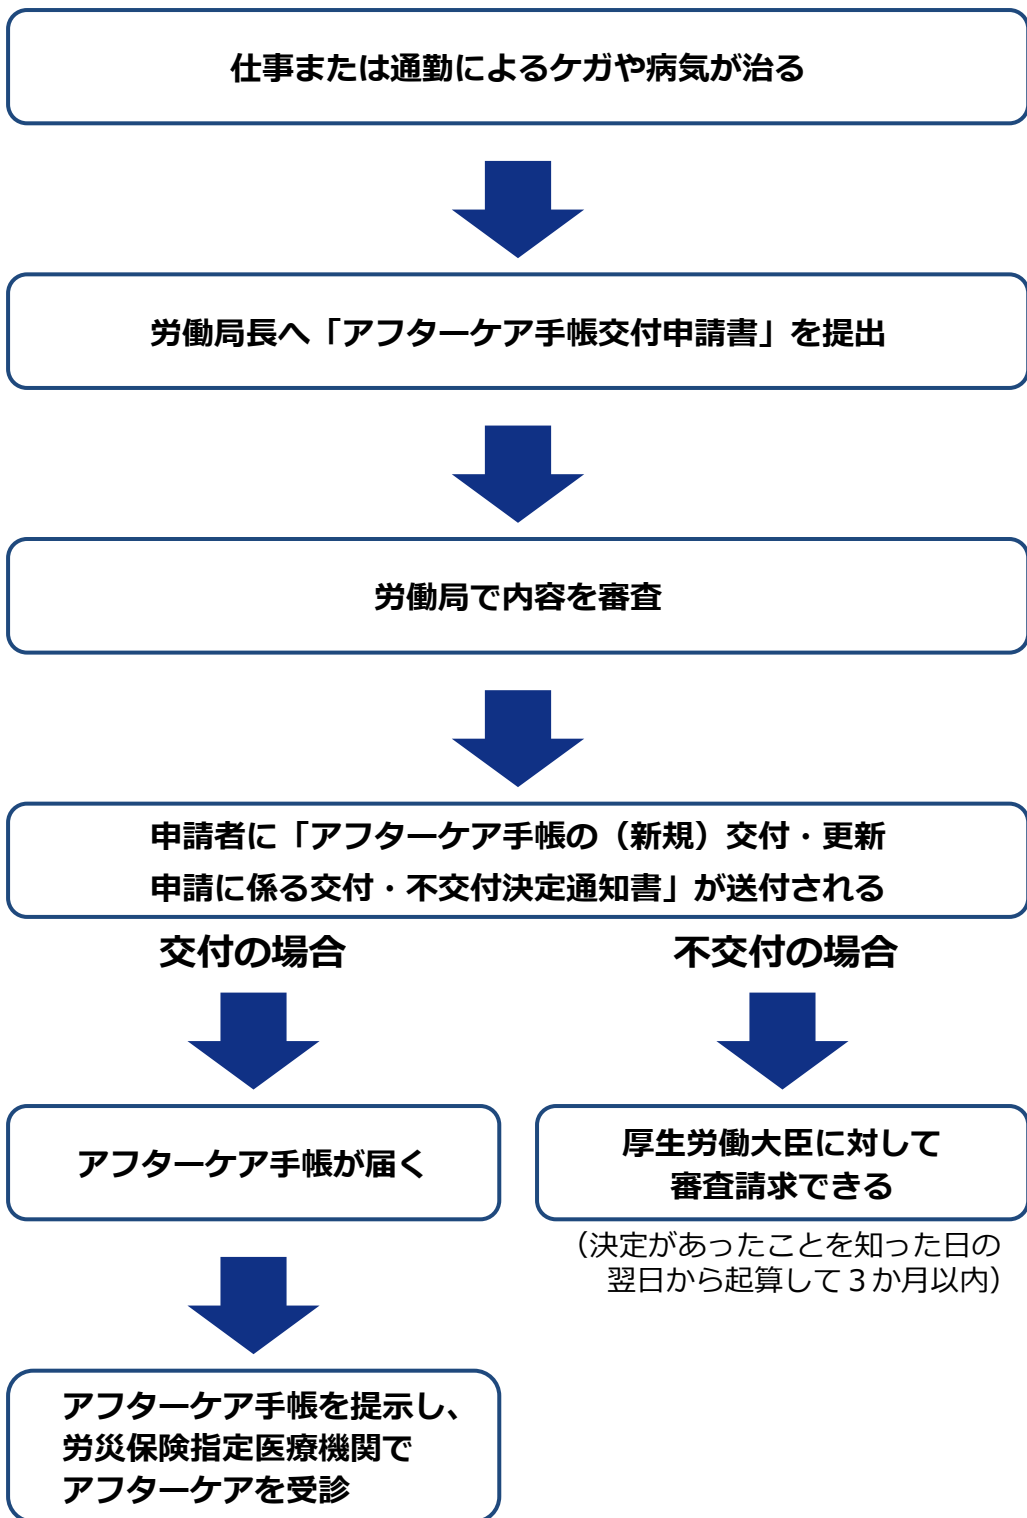 仕事または通勤によるケガや病気が治る
労働局長へ「アフターケア手帳交付申請書」を提出
労働局で内容を審査
申請者に「アフターケア手帳の（新規）交付・更新
申請に係る交付・不交付決定通知書」が送付される
交付の場合
不交付の場合
アフターケア手帳が届く
厚生労働大臣に対して
審査請求できる
（決定があったことを知った日の
翌日から起算して３か月以内）
アフターケア手帳を提示し、
労災保険指定医療機関で
アフターケアを受診